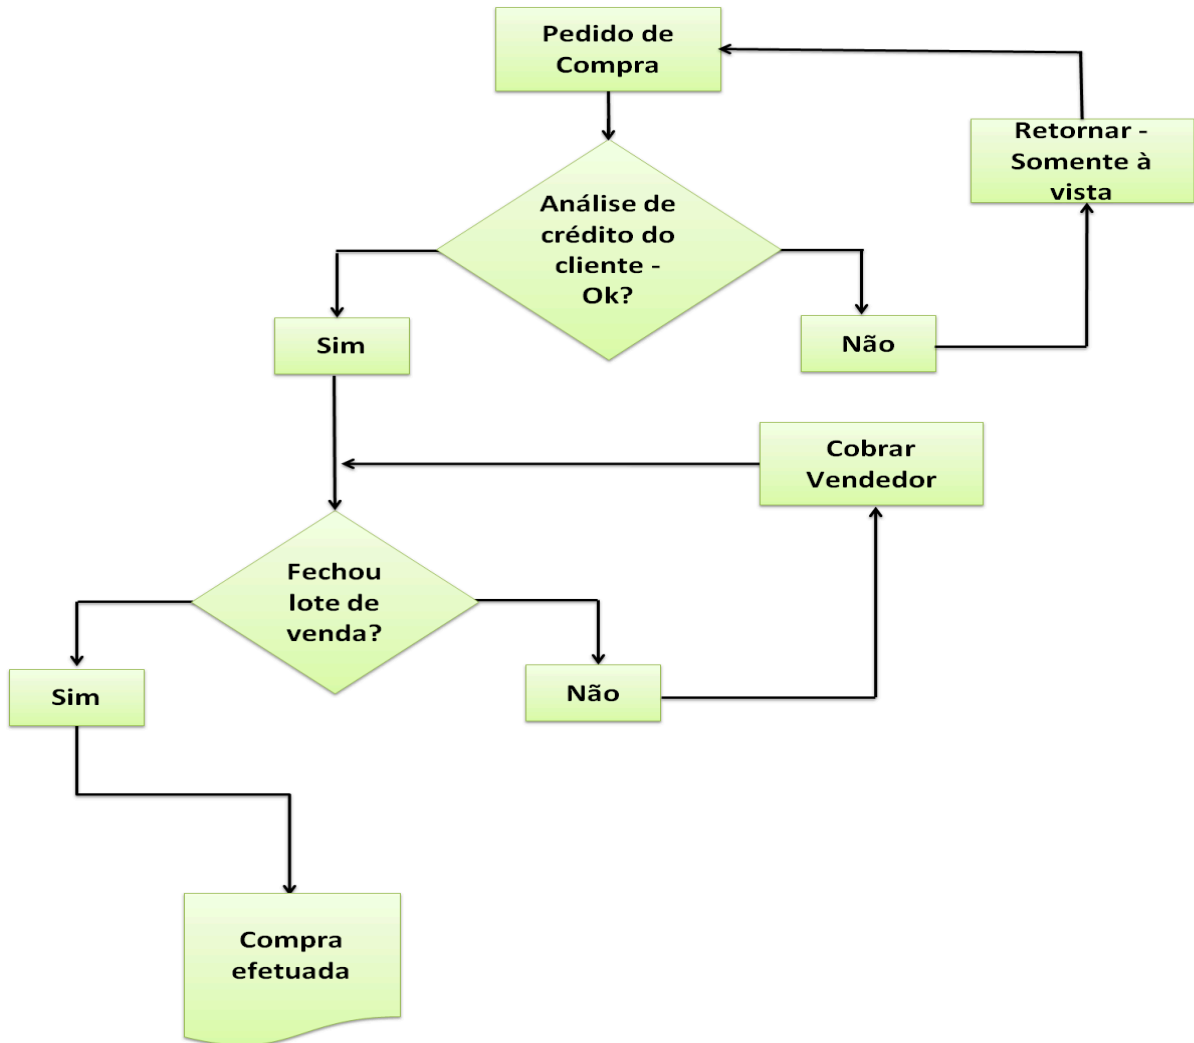 Pedido de
Compra
Retornar -
Somente à
vista
Análise de
crédito do
cliente -
Ok?
Sim
Não
Cobrar
Vendedor
Fechou
lote de
venda?
Sim
Não
Compra
efetuada